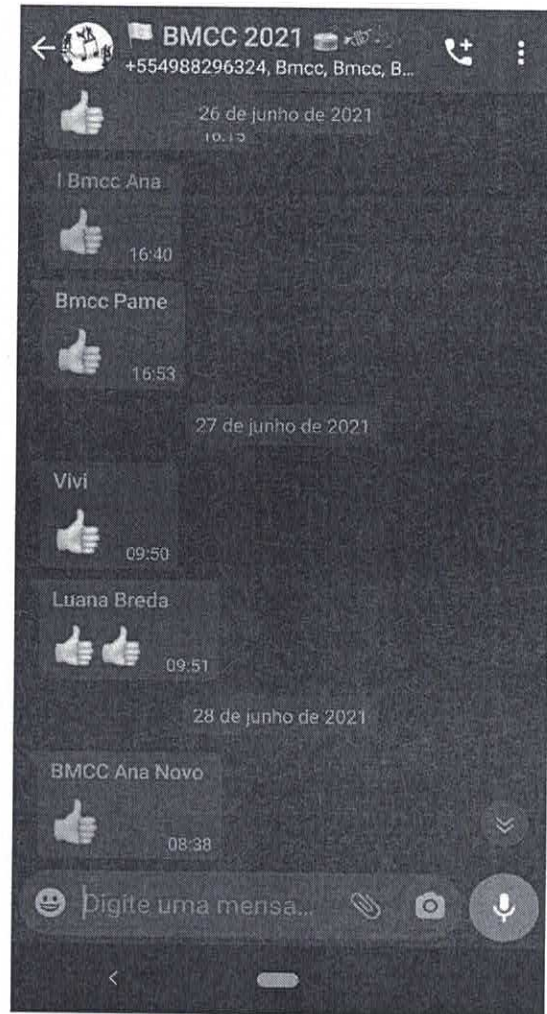 BMCC 2021
+554988296324, Bmcc, Bmcc, B...
26 de junho de 2021
I Bmcc Ana
16:40
Bmcc Pame
16:53
27 de junho de 2021
Vivi
09:50
Luana Breda
09:51
28 de junho de 2021
BMCC Ana Novo
08:38
Digite uma mensa...